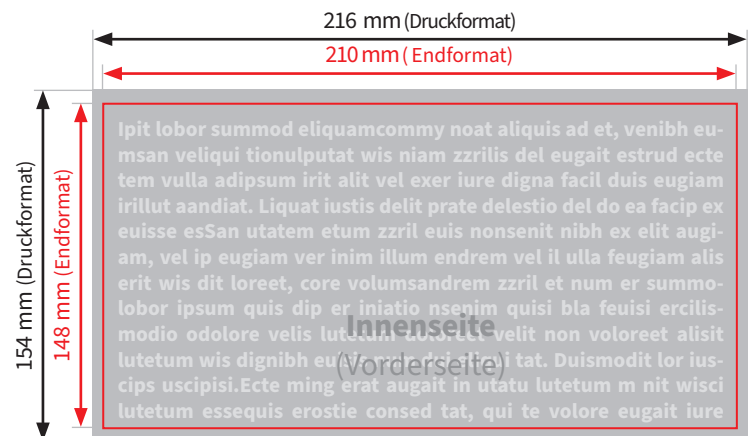 216 mm (Druckformat)
210 mm ( Endformat)
154 mm (Druckformat)
148 mm (Endformat)
Ipit lobor summod eliquamcommy noat aliquis ad et, venibh eu-
msan veliqui tionulputat wis niam zzrilis del eugait estrud ecte
tem vulla adipsum irit alit vel exer iure digna facil duis eugiam
irillut aandiat. Liquat iustis delit prate delestio del do ea facip ex
euisse esSan utatem etum zzril euis nonsenit nibh ex elit augi-
am, vel ip eugiam ver inim illum endrem vel il ulla feugiam alis
erit wis dit loreet, core volumsandrem zzril et num er summo-
lobor ipsum quis dip er iniatio nsenim quisi bla feuisi ercilis-
modio odolore velis velit non voloreet alisit
Innenseite
lutetum wis dignibh tat. Duismodit lor ius-
(Vorderseite)
cips uscipisi.Ecte ming erat augait in utatu lutetum m nit wisci
lutetum essequis erostie consed tat, qui te volore eugait iure